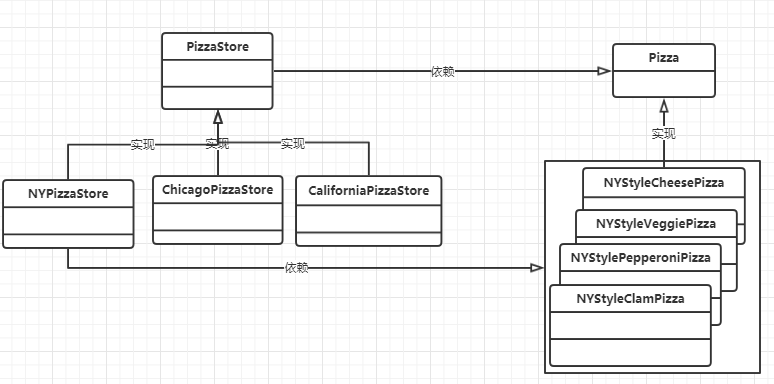 PizzaStore
Pizza
依赖
实现
实现
实现
实现
NYPizzaStore
ChicagoPizzaStore
CaliforniaPizzaStore
NYStyleCheesePizza
NYStyleVeggiePizza
NYStylePepperoniPizza
NYStyleClamPizza
依赖